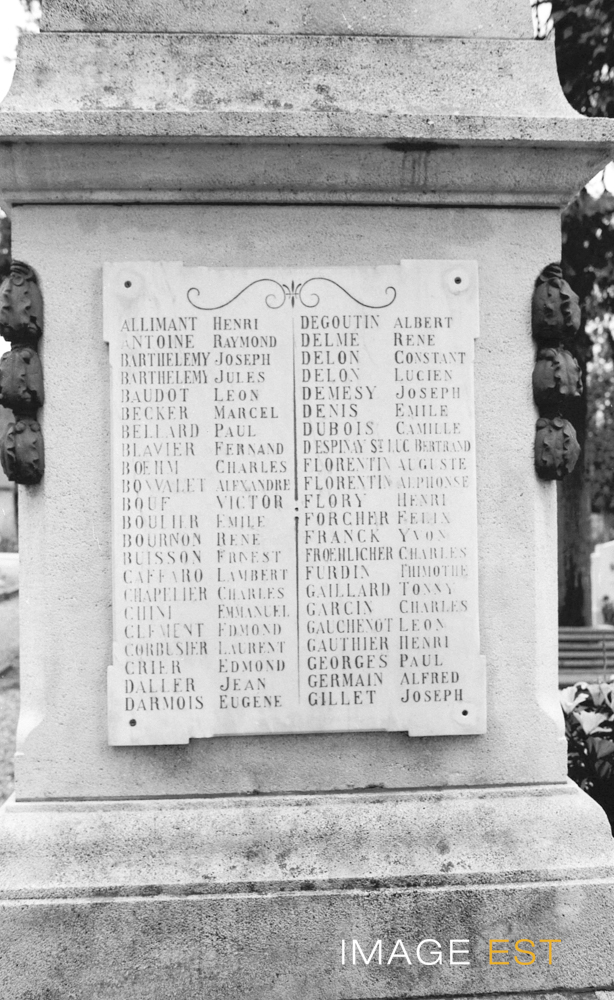 ALLIMANT HENRI
ANTOINE RAYMOND
BARTHELEMY JOSEPH
BARTHELEMY JULES
BAUDOT LEON
BECKER MARCEL
BELLARD PAUL
BLAVIER FERNAND
BOEHM CHARLES
BONVALET ALEXANDRE
BOUF VICTOR
BOULIER EMILE
BOURNON RENE
BUISSON ERNEST
CAFFARO LAMBERT
CHAPELIER CHARLES
CHINI EMMANUEL
CLEMENT EDMOND
CORBUSIER LAURENT
CRIER EDMOND
DALLER JEAN
DARMOIS EUGENE
DEGOUTIN ALBERT
DELME RENE
DELON CONSTANT
DELON LUCIEN
DEMESY JOSEPH
DENIS EMILE
DUBOIS CAMILLE
DESPINAY ST LUC BERTRAND
FLORENTIN AUGUSTE
FLORENTIN ALPHONSE
FLORY HENRI
FORCHER FELIX
FRANCK YVON
FROEHLICHER CHARLES
FURDIN THIMOTHE
GAILLARD TONNY
GARCIN CHARLES
GAUCHENOT LEON
GAUTHIER HENRI
GEORGES PAUL
GERMAIN ALFRED
GILLET JOSEPH
IMAGE EST